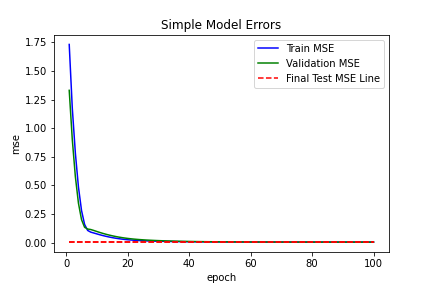 Simple Model Errors
Train MSE
Validation MSE
Final Test MSE Line
mse
1.75
1.50
1.25
1.00
0.75
0.50
0.25
0.00
0 20 40 60 80 100
epoch